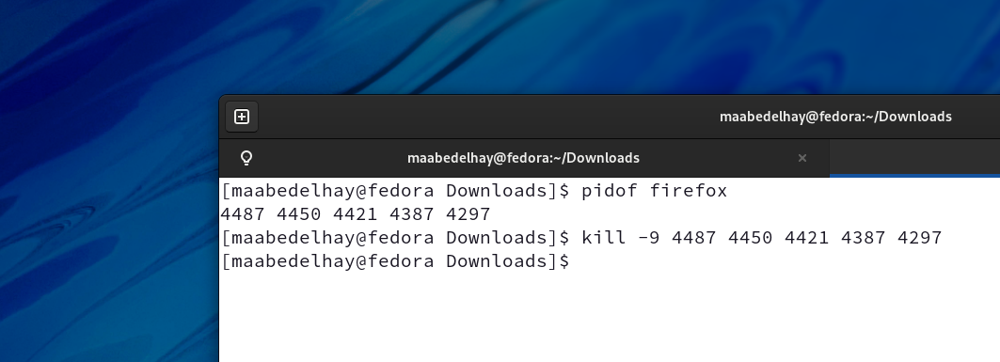 maabedelhay@fedora:~/Downloads
maabedelhay@fedora:~/Downloads ×
[maabedelhay@fedora Downloads]$ pidof firefox
4487 4450 4421 4387 4297
[maabedelhay@fedora Downloads]$ kill -9 4487 4450 4421 4387 4297
[maabedelhay@fedora Downloads]$